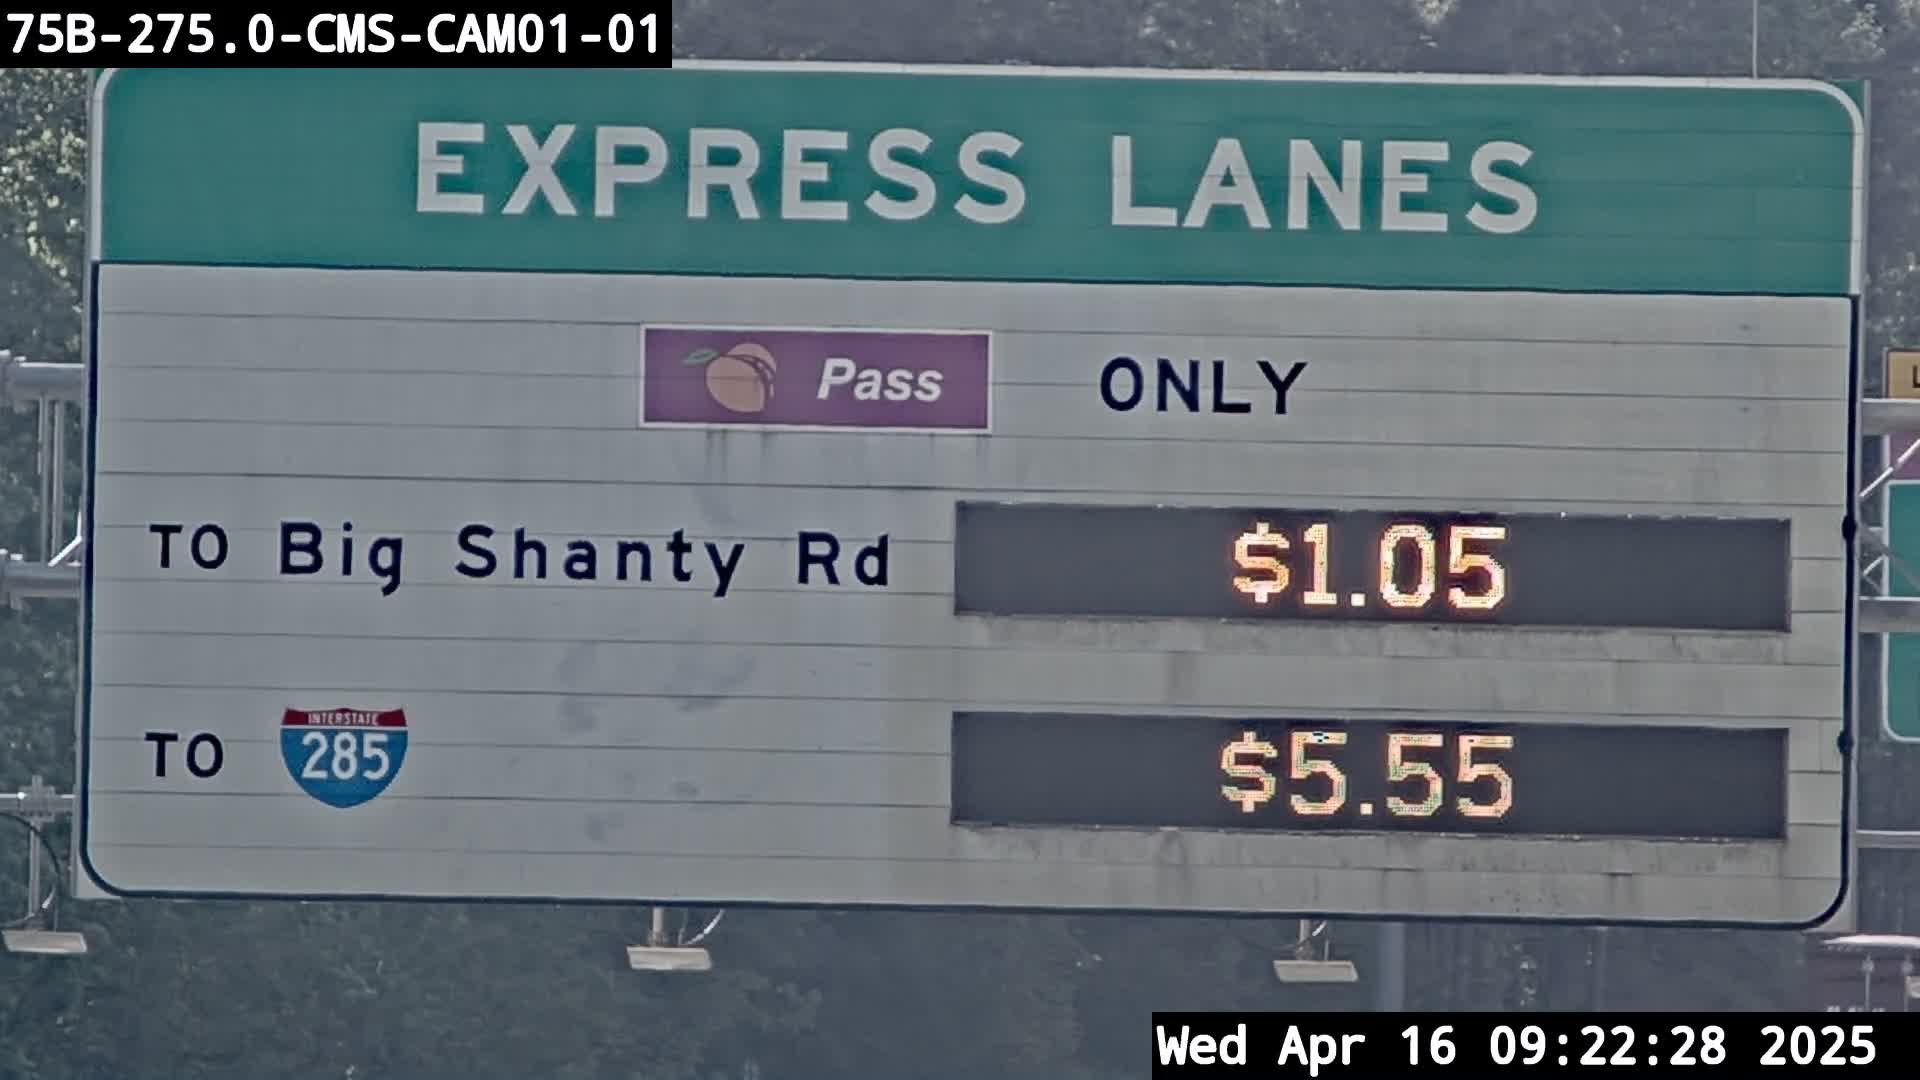 75B-275.0-CMS-CAM01-01
EXPRESS LANES
Pass ONLY
TO Big Shanty Rd $1.05
TO INTERSTATE 285 $5.55
Wed Apr 16 09:22:28 2025